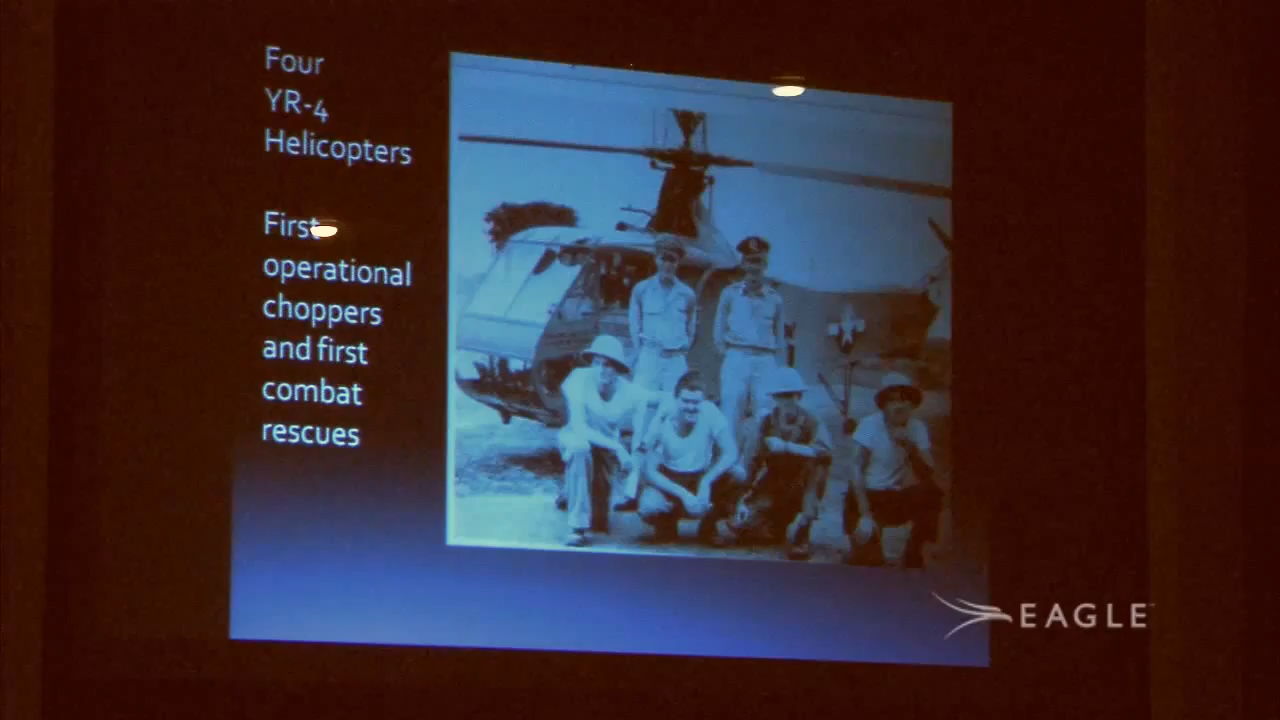 Four
YR-4
Helicopters
First
operational
choppers
and first
combat
rescues
EAGLE